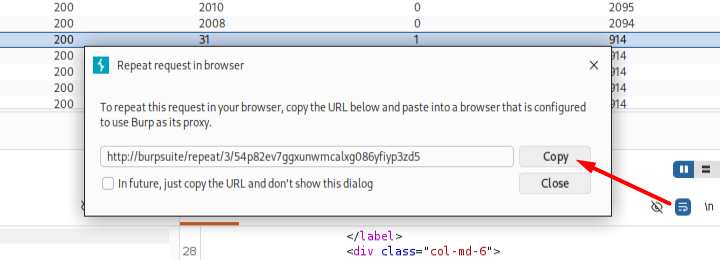 200 2010 0 2095
200 2008 0 2094
200 31 1 914
200 914
200 914
200 914
200 914
Repeat request in browser
To repeat this request in your browser, copy the URL below and paste into a browser that is configured
to use Burp as its proxy.
http://burpsuite/repeat/3/54p82ev7ggxunwmcalxg086yfiyp3zd5 Copy
In future, just copy the URL and don't show this dialog Close
\n
</label>
28 <div class="col-md-6">